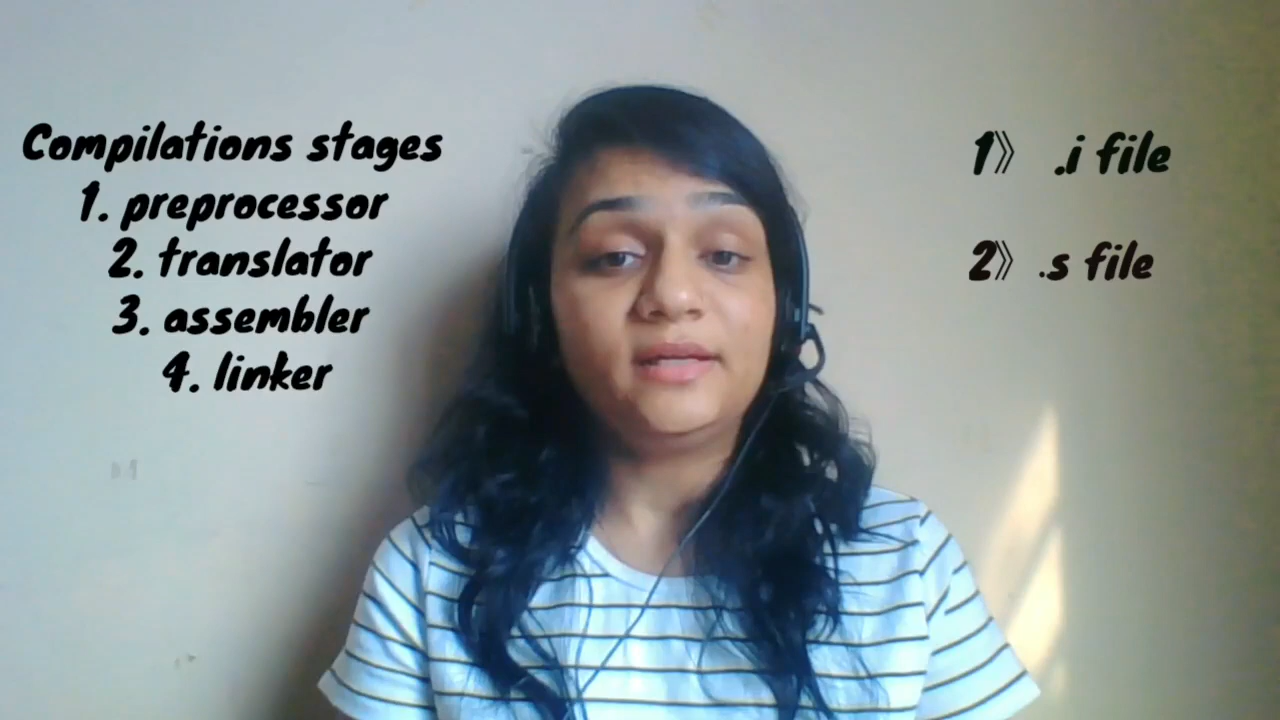 Compilations stages
1. preprocessor
2. translator
3. assembler
4. linker
1》 .i file
2》 .s file